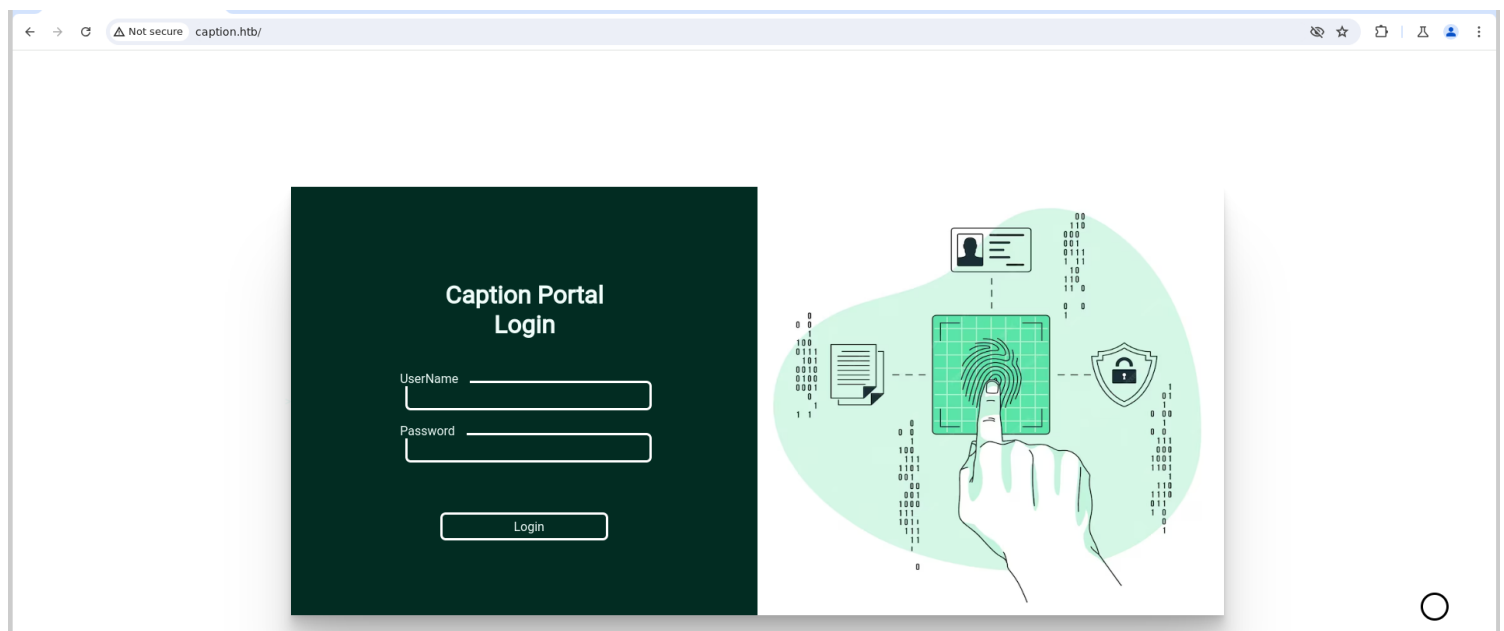 Not secure
caption.htb/
Caption Portal
Login
UserName
Password
Login